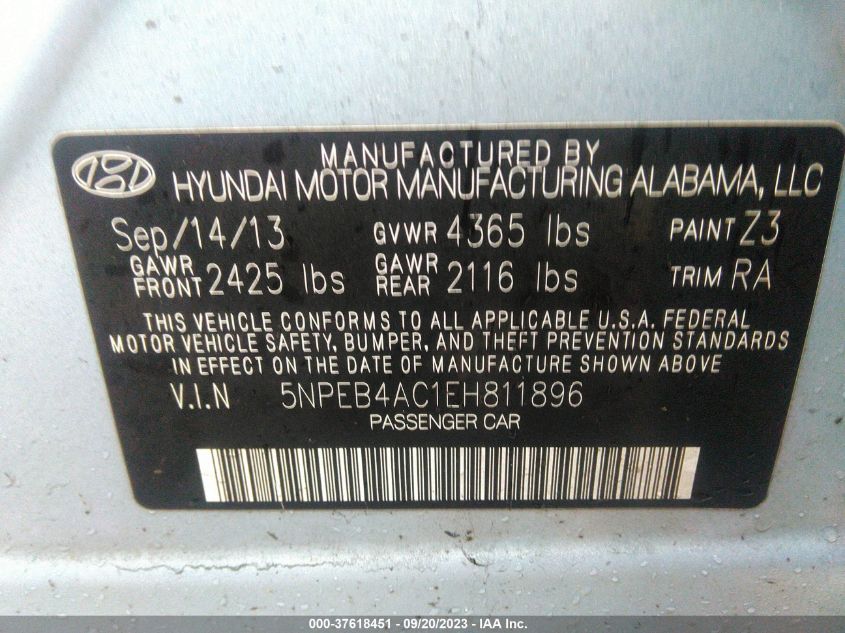 MANUFACTURED BY
HYUNDAI MOTOR MANUFACTURING ALABAMA, LLC
Sep/14/13 GVWR 4365 lbs PAINT Z3
GAWR FRONT 2425 lbs GAWR REAR 2116 lbs TRIM RA
THIS VEHICLE CONFORMS TO ALL APPLICABLE U.S.A. FEDERAL
MOTOR VEHICLE SAFETY, BUMPER, AND THEFT PREVENTION STANDARDS
IN EFFECT ON THE DATE OF MANUFACTURE SHOWN ABOVE
V.I.N 5NPEB4AC1EH811896
PASSENGER CAR
000-37618451 - 09/20/2023 - IAA Inc.